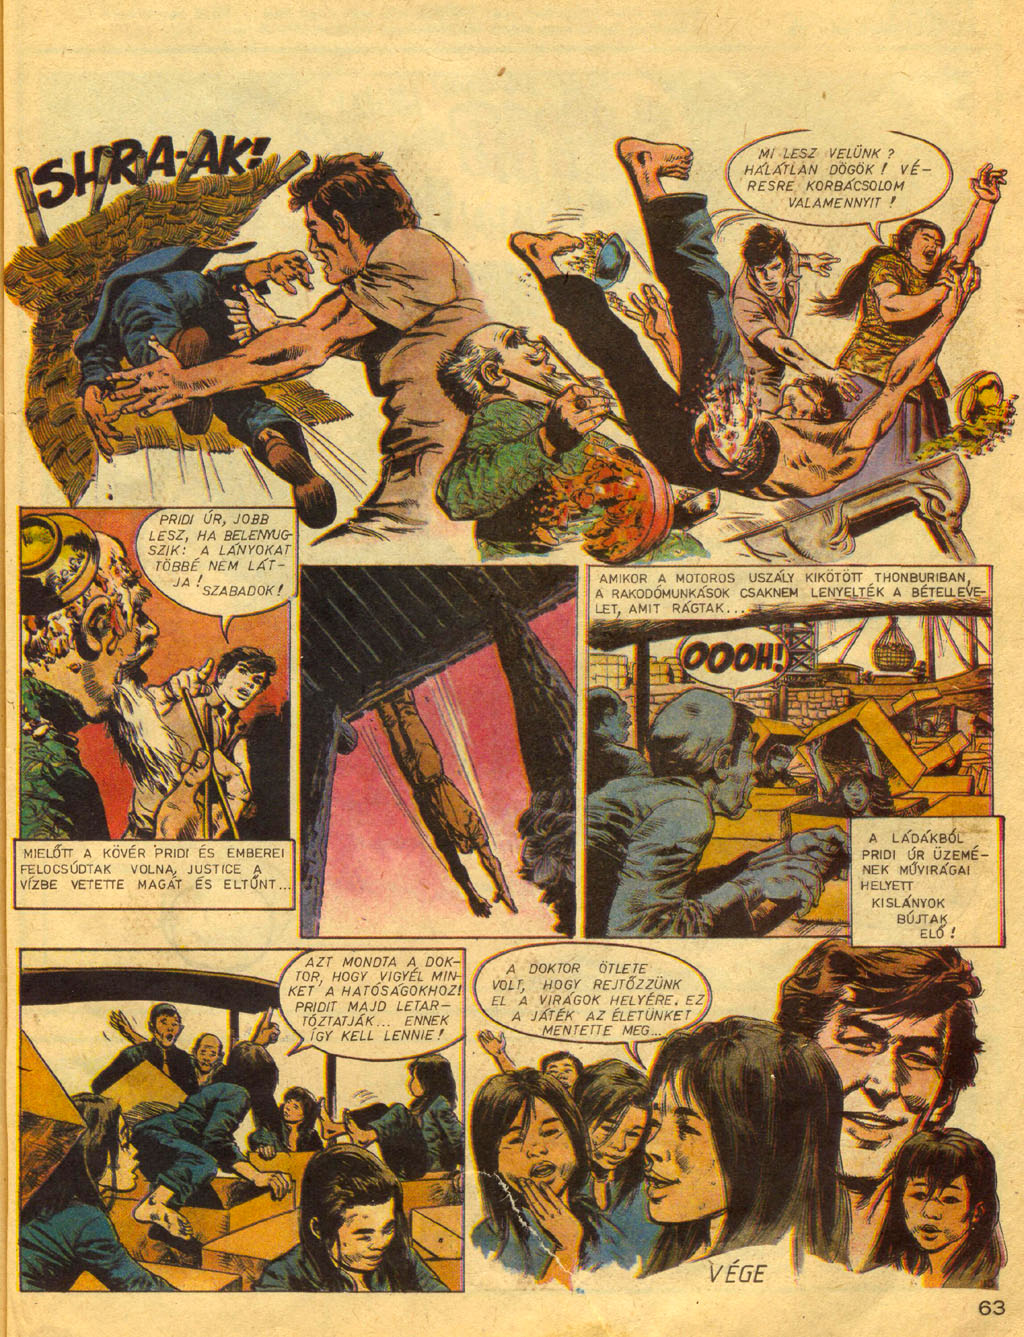 SHRA-AK!
MI LESZ VELÜNK ?
HÁLÁTLAN DÖGÖK ! VÉ-
RESRE KORBÁCSOLOM
VALAMENNYIT !
PRIDI ÚR, JOBB
LESZ, HA BELENYUG-
SZIK: A LÁNYOKAT
TÖBBÉ NEM LÁT-
JA !
SZABADOK!
MIELŐTT A KÖVÉR PRIDI ÉS EMBEREI
FELOCSÚDTAK VOLNA, JUSTICE A
VÍZBE VETETTE MAGÁT ÉS ELTŰNT...
AMIKOR A MOTOROS USZÁLY KIKÖTÖTT THONBURIBAN,
A RAKODÓMUNKÁSOK CSAKNEM LENYELTÉK A BÉTELLEVE-
LET, AMIT RÁGTAK...
OOOH!
A LÁDÁKBÓL
PRIDI ÚR ÜZEMÉ-
NEK MŰVIRÁGAI
HELYETT
KISLÁNYOK
BÚJTAK
ELŐ !
AZT MONDTA A DOK-
TOR, HOGY VIGYÉL MIN-
KET A HATÓSÁGOKHOZ!
PRIDIT MAJD LETAR-
TÓZTATJÁK... ENNEK
ÍGY KELL LENNIE!
A DOKTOR ÖTLETE
VOLT, HOGY REJTŐZZÜNK
EL A VIRÁGOK HELYÉRE. EZ
A JÁTÉK AZ ÉLETÜNKET
MENTETTE MEG...
VÉGE
63